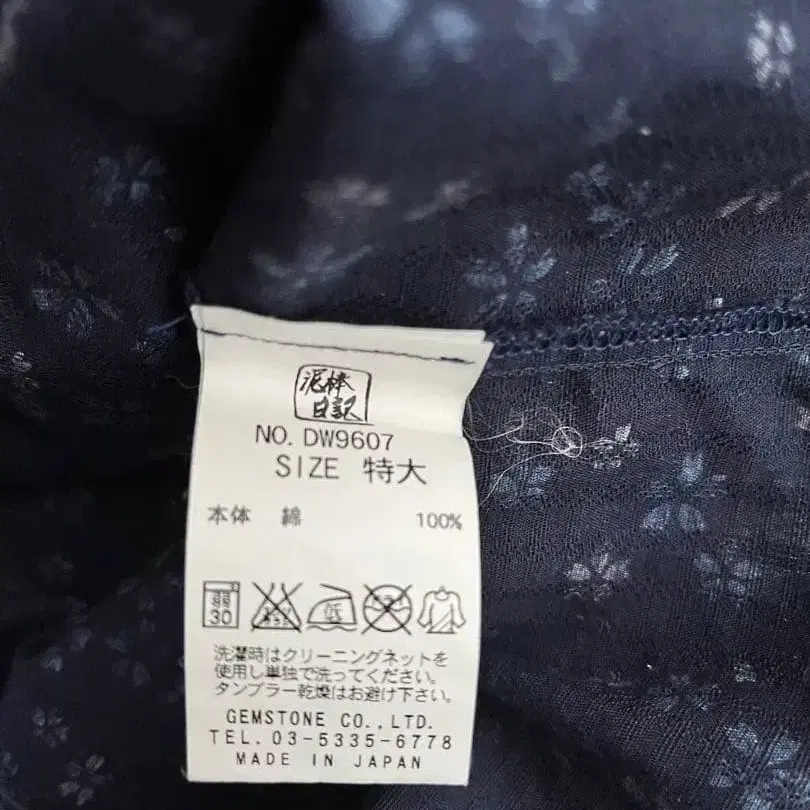 泥棒
日記
NO. DW9607
SIZE 特大
本体 綿 100%
弱 30 低
洗濯時はクリーニングネットを
使用し単独で洗ってください。
タンブラー乾燥はお避け下さい。
GEMSTONE CO.,LTD.
TEL. 03-5335-6778
MADE IN JAPAN